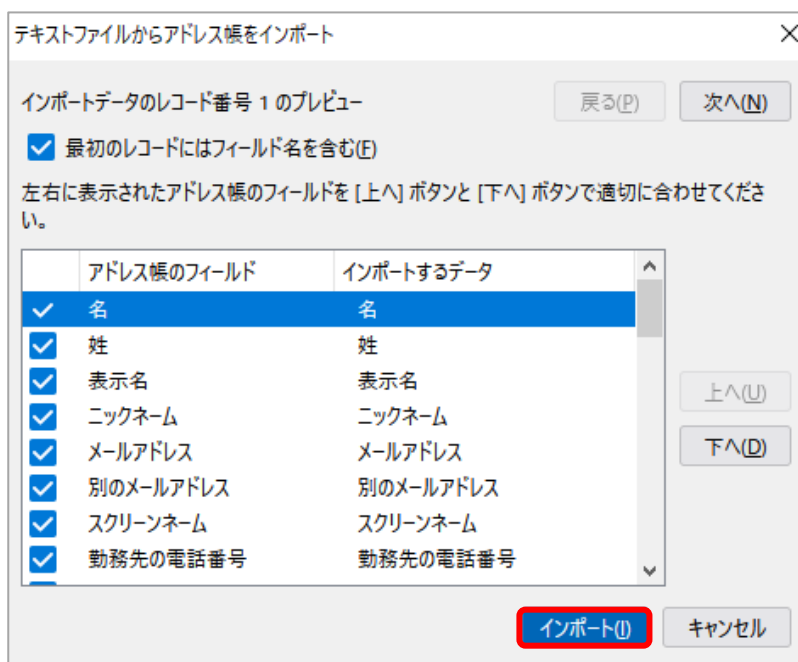 テキストファイルからアドレス帳をインポート
インポートデータのレコード番号 1 のプレビュー 戻る(P) 次へ(N)
最初のレコードにはフィールド名を含む(F)
左右に表示されたアドレス帳のフィールドを [上へ] ボタンと [下へ] ボタンで適切に合わせてくださ
い。
アドレス帳のフィールド インポートするデータ
名 名
姓 姓
表示名 表示名
ニックネーム ニックネーム
メールアドレス メールアドレス
別のメールアドレス 別のメールアドレス
スクリーンネーム スクリーンネーム
勤務先の電話番号 勤務先の電話番号
上へ(U)
下へ(D)
インポート(I) キャンセル